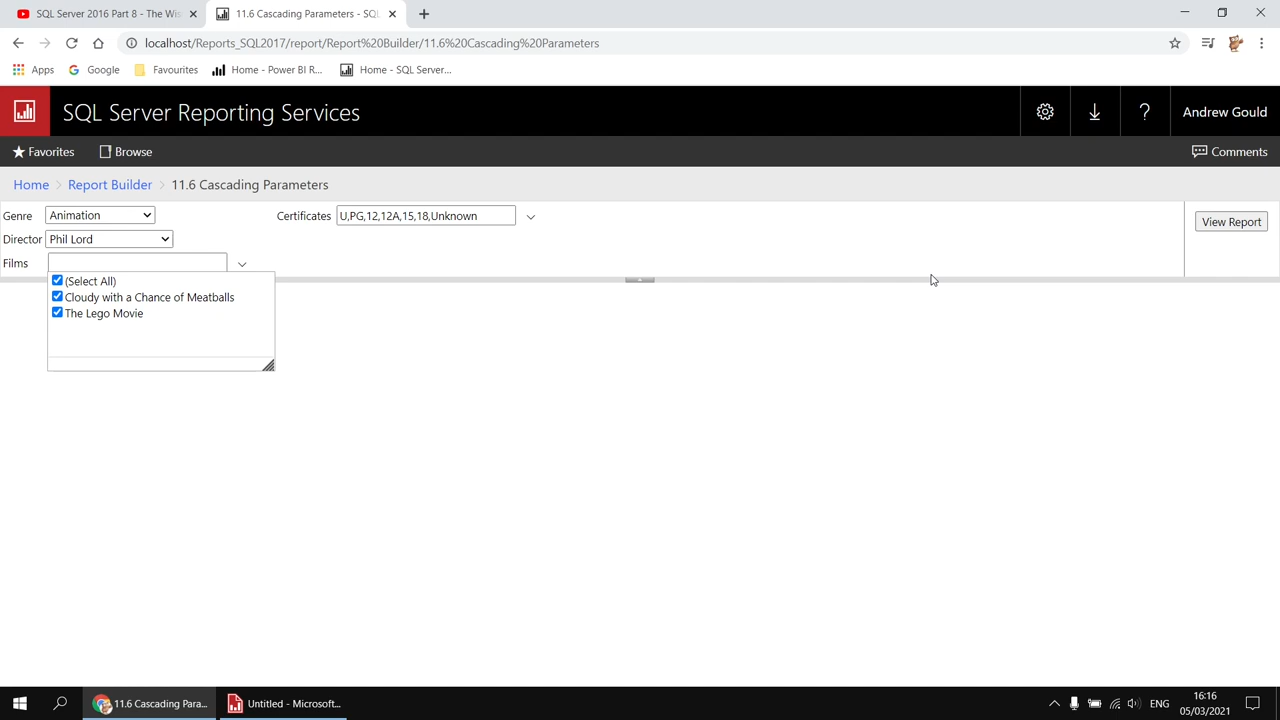 SQL Server 2016 Part 8 - The Wis
11.6 Cascading Parameters - SQL
localhost/Reports_SQL2017/report/Report%20Builder/11.6%20Cascading%20Parameters
Apps
Google
Favourites
Home - Power BI R...
Home - SQL Server...
SQL Server Reporting Services
?
Andrew Gould
Favorites
Browse
Comments
Home > Report Builder > 11.6 Cascading Parameters
Genre
Animation
Certificates
U,PG,12,12A,15,18,Unknown
View Report
Director
Phil Lord
Films
(Select All)
Cloudy with a Chance of Meatballs
The Lego Movie
11.6 Cascading Para...
Untitled - Microsoft...
ENG
16:16
05/03/2021